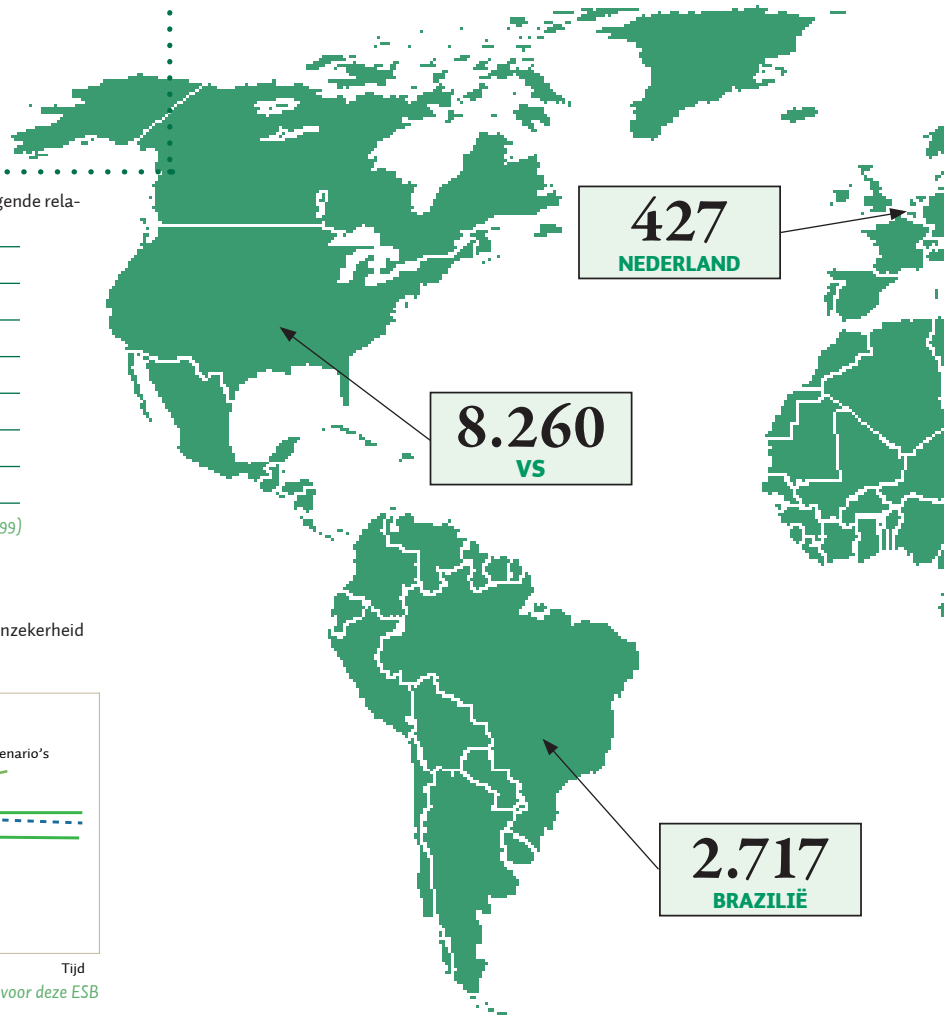 gende rela-
427
NEDERLAND
8.260
VS
99)
nzekerheid
enario's
2.717
BRAZILIË
Tijd
voor deze ESB